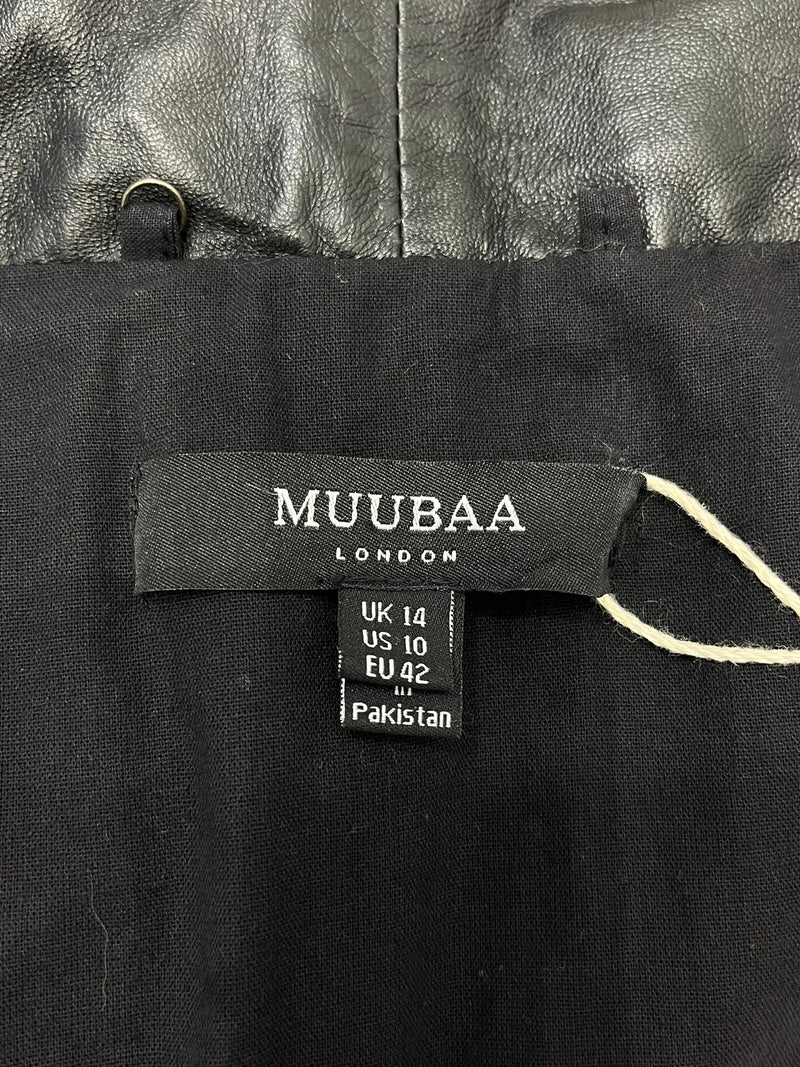 MUUBAA
LONDON
UK 14
US 10
EU 42
Pakistan